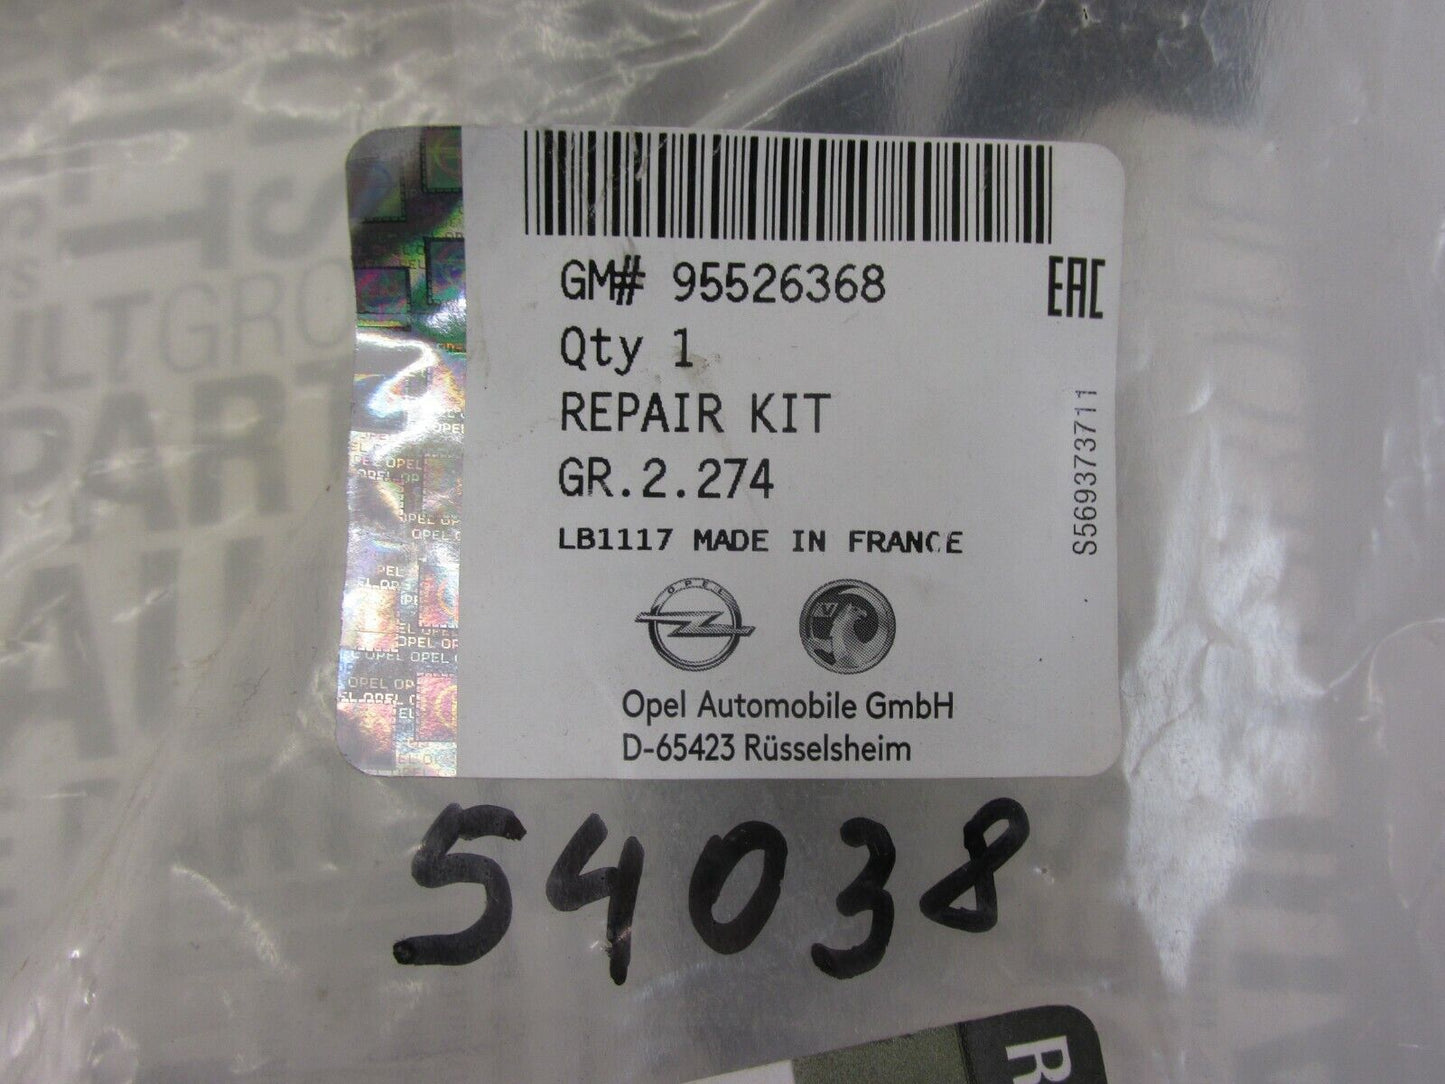 GM# 95526368
EAC
Qty 1
REPAIR KIT
GR.2.274
LB1117 MADE IN FRANCE
S569373711
OPEL
V
Opel Automobile GmbH
D-65423 Rüsselsheim
54038
R